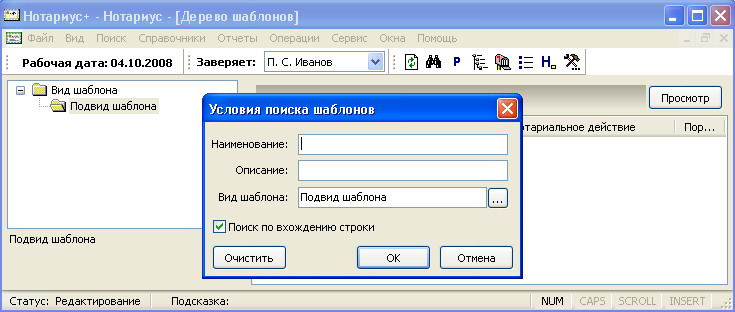 Нотариус+ - Нотариус - [Дерево шаблонов]
Файл Вид Поиск Справочники Отчеты Операции Сервис Окна Помощь
Рабочая дата: 04.10.2008 Заверяет: П. С. Иванов P H
Вид шаблона
Подвид шаблона
Просмотр
отариальное действие Пор...
Условия поиска шаблонов
Наименование:
Описание:
Вид шаблона: Подвид шаблона ...
Поиск по вхождению строки
Очистить OK Отмена
Подвид шаблона
Статус: Редактирование Подсказка: NUM CAPS SCROLL INSERT